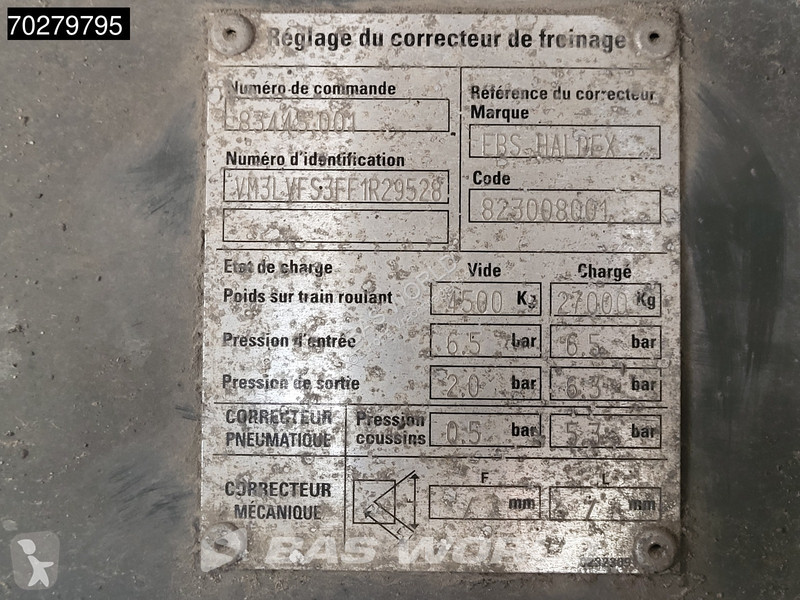 70279795
Réglage du correcteur de freinage
Numéro de commande
83445.001
Référence du correcteur
Marque
EBS HALDEX
Numéro d'identification
VM3LVFS3FF1R29528
Code
823008001
Etat de charge Vide Chargé
Poids sur train roulant 4500 Kg 27000 Kg
Pression d'entrée 6.5 bar 6.5 bar
Pression de sortie 2.0 bar 6.3 bar
CORRECTEUR PNEUMATIQUE Pression coussins 0.5 bar 5.3 bar
F L
CORRECTEUR MÉCANIQUE / mm / mm
BAS WORLD